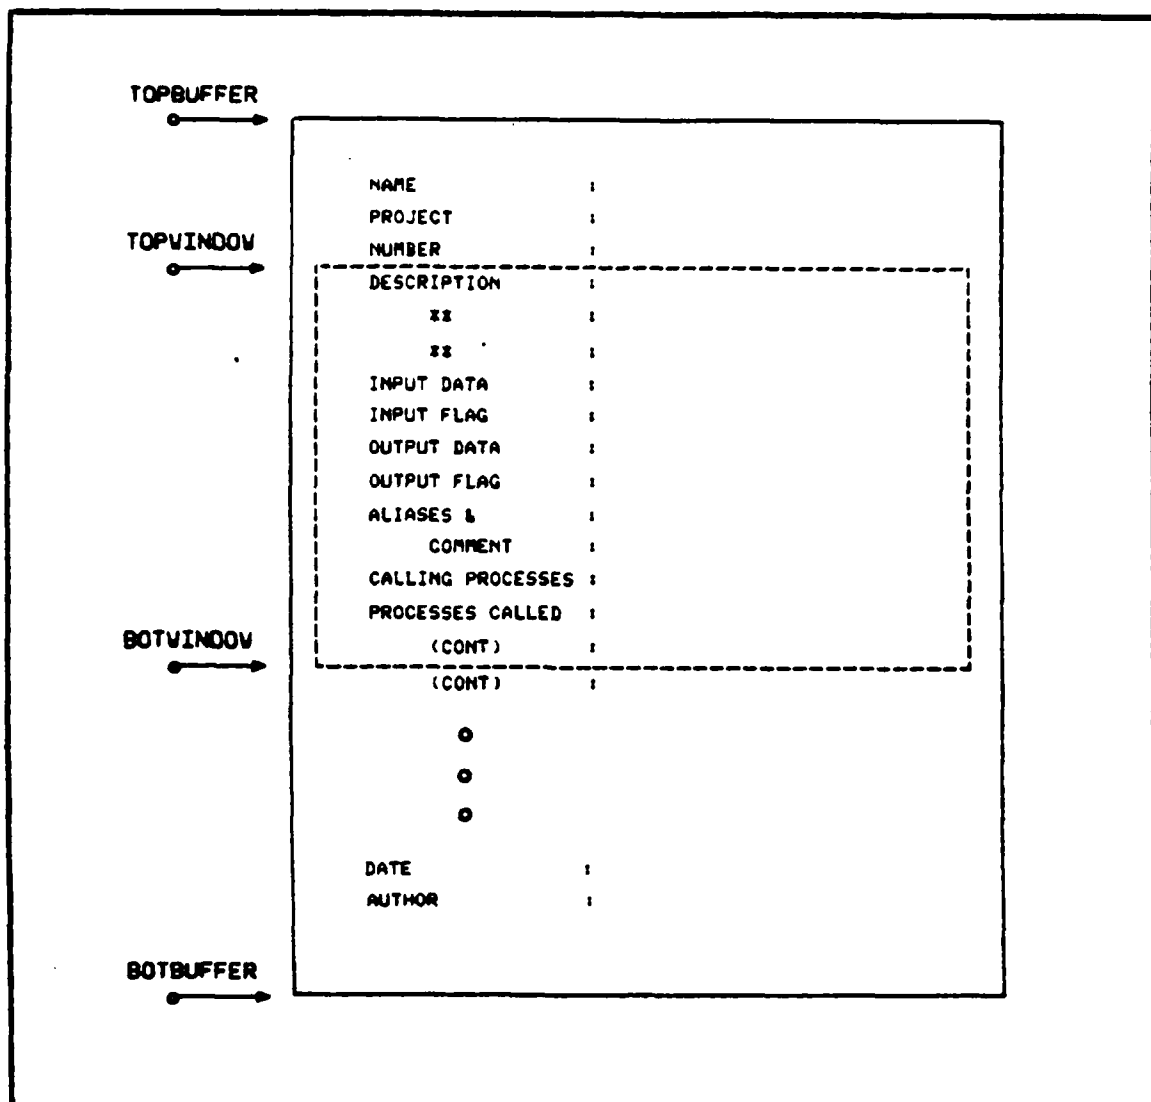 TOPBUFFER
NAME :
PROJECT :
TOPWINDOW
NUMBER :
DESCRIPTION :
** :
** :
INPUT DATA :
INPUT FLAG :
OUTPUT DATA :
OUTPUT FLAG :
ALIASES & :
COMMENT :
CALLING PROCESSES :
PROCESSES CALLED :
BOTWINDOW
(CONT) :
(CONT) :
DATE :
AUTHOR :
BOTBUFFER